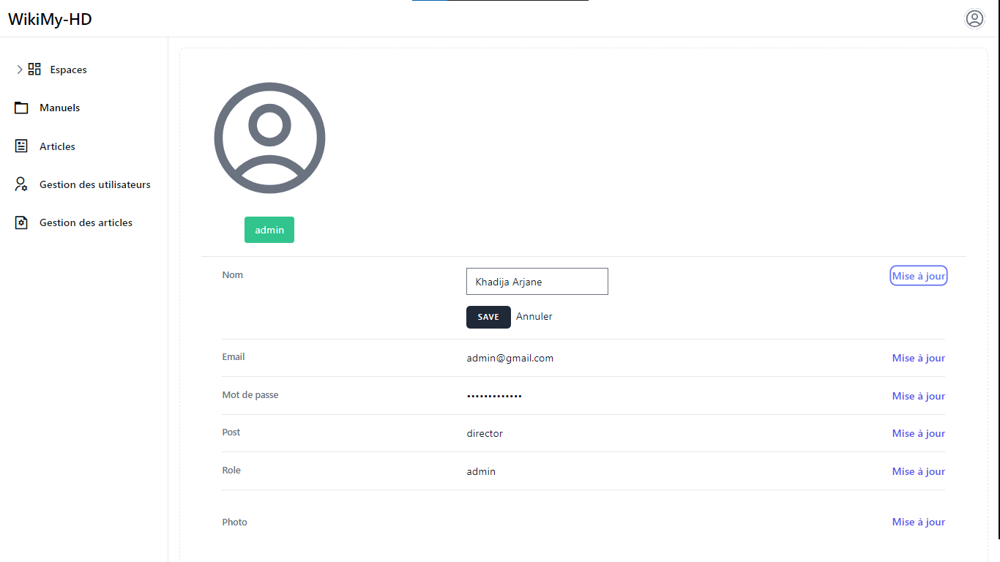 WikiMy-HD
Espaces
Manuels
Articles
Gestion des utilisateurs
Gestion des articles
admin
Nom
Khadija Arjane
Mise à jour
SAVE Annuler
Email
admin@gmail.com
Mise à jour
Mot de passe
•••••••••••••
Mise à jour
Post
director
Mise à jour
Role
admin
Mise à jour
Photo
Mise à jour